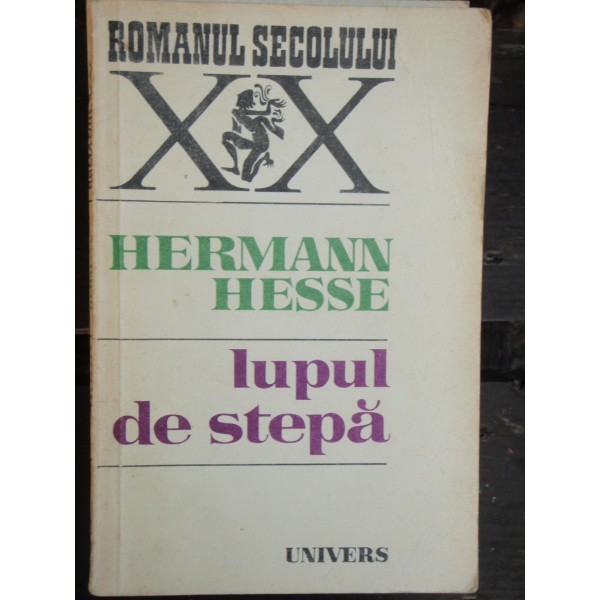 ROMANUL SECOLULUI
XX
HERMANN
HESSE
lupul
de stepă
UNIVERS